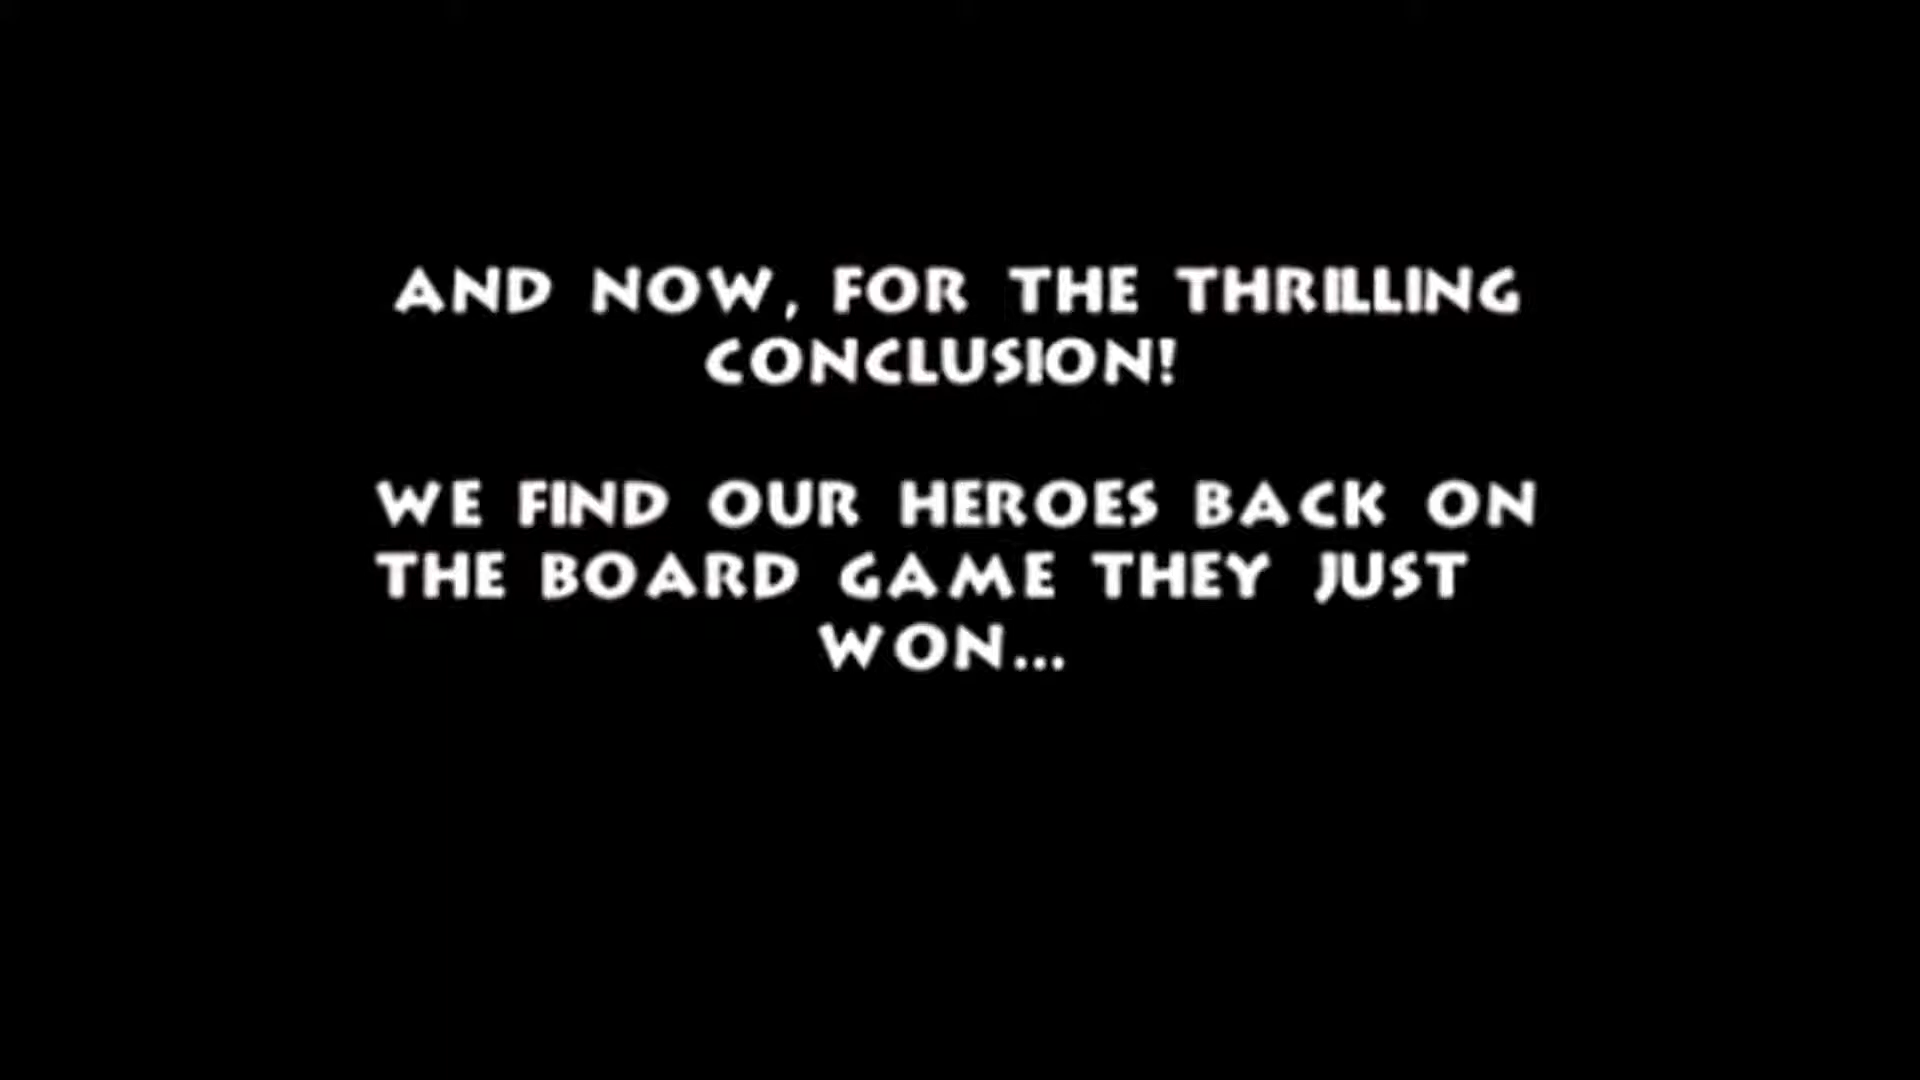 AND NOW, FOR THE THRILLING
CONCLUSION!
WE FIND OUR HEROES BACK ON
THE BOARD GAME THEY JUST
WON...